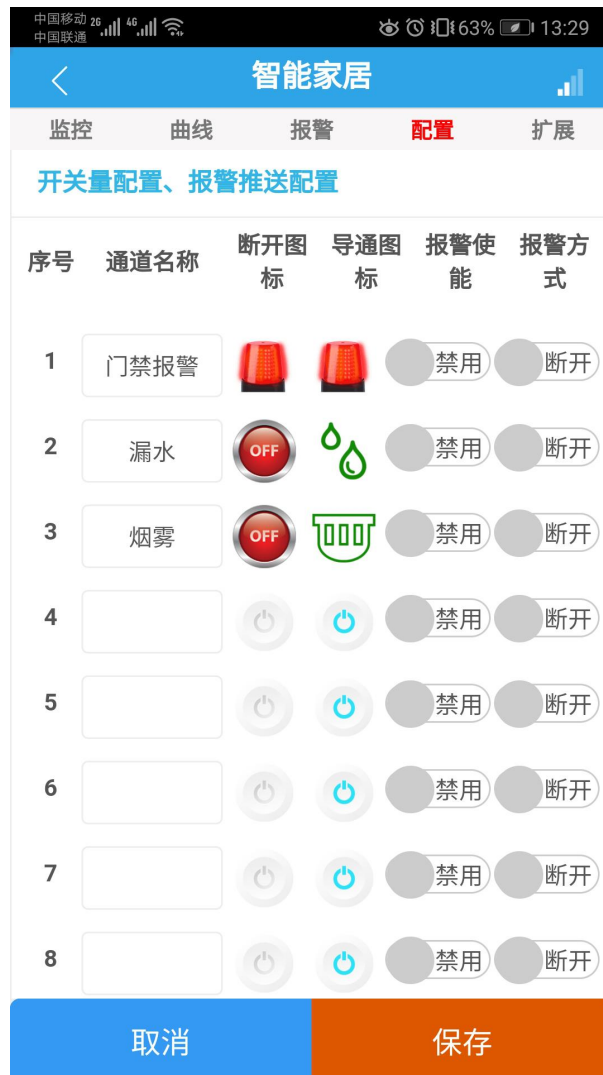 中国移动 2G 4G 63% 13:29
中国联通
智能家居
监控 曲线 报警 配置 扩展
开关量配置、报警推送配置
序号 通道名称 断开图标 导通图标 报警使能 报警方式
1 门禁报警 禁用 断开
2 漏水 OFF 禁用 断开
3 烟雾 OFF 禁用 断开
4 禁用 断开
5 禁用 断开
6 禁用 断开
7 禁用 断开
8 禁用 断开
取消 保存